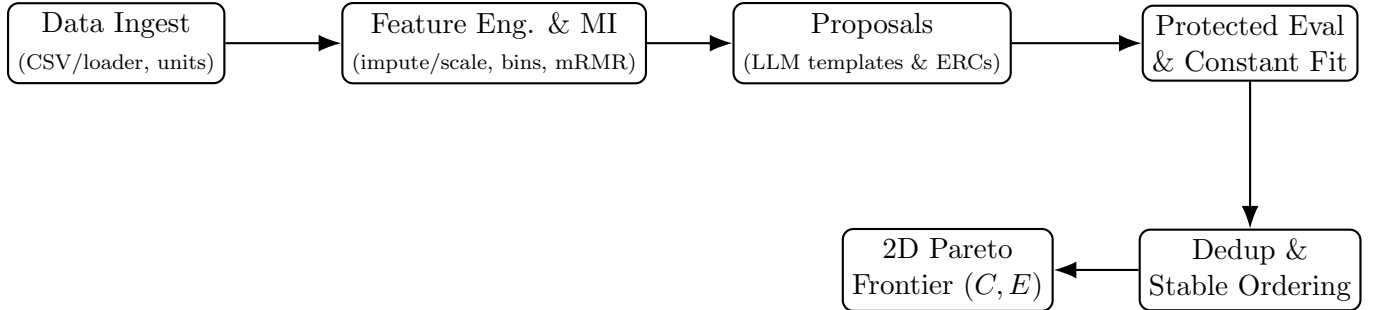 Data Ingest
(CSV/loader, units)
Feature Eng. & MI
(impute/scale, bins, mRMR)
Proposals
(LLM templates & ERCs)
Protected Eval
& Constant Fit
Dedup &
Stable Ordering
2D Pareto
Frontier (C, E)